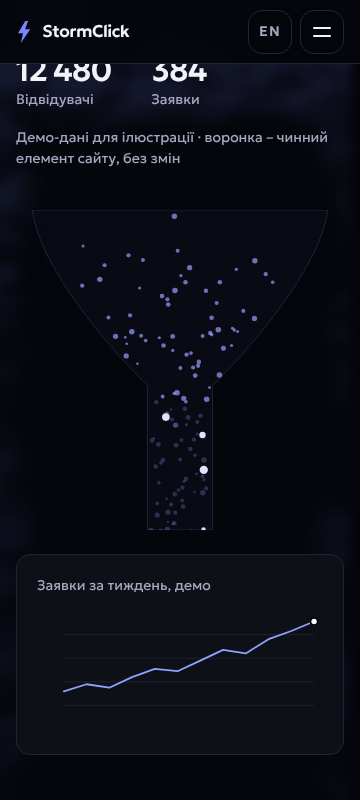 StormClick
EN
12 480
384
Відвідувачі
Заявки
Демо-дані для ілюстрації · воронка – чинний
елемент сайту, без змін
Заявки за тиждень, демо